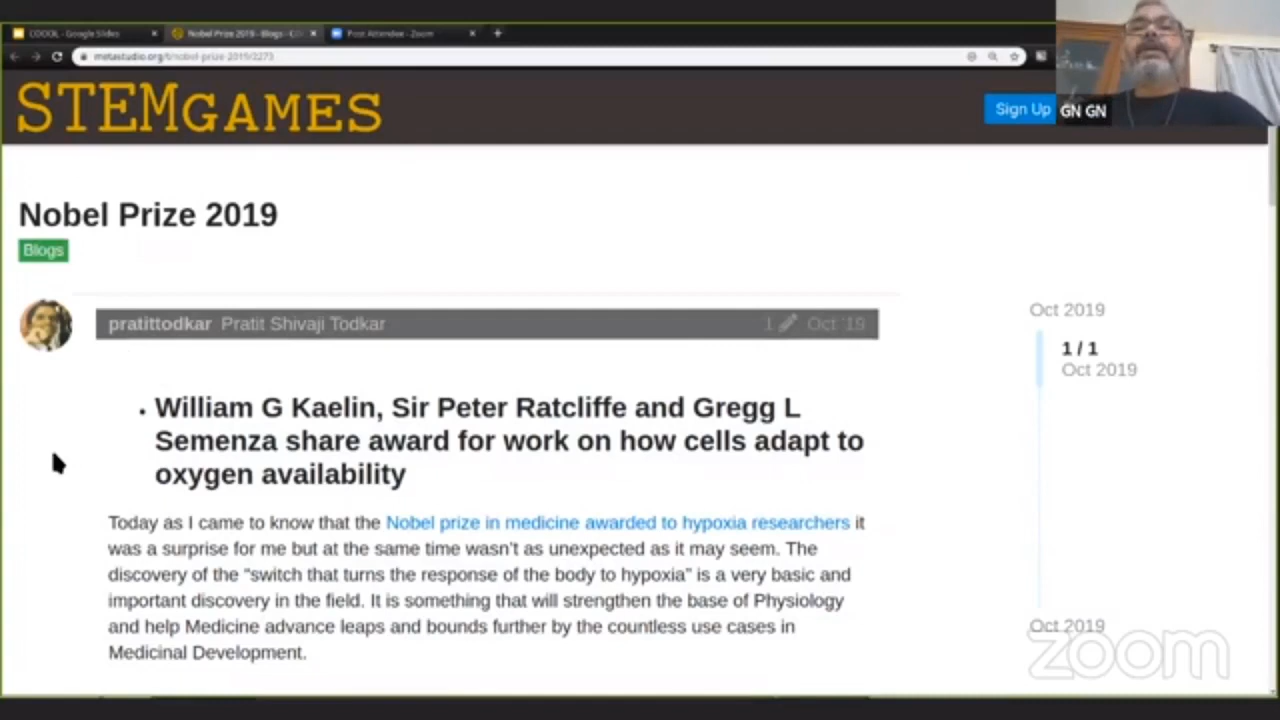 COOOL - Google Slides
Nobel Prize 2019 - Blogs - CO
Post Attendee - Zoom
metastudio.org/t/nobel-prize-2019/2273
STEMGAMES
Sign Up
GN GN
Nobel Prize 2019
Blogs
pratittodkar Pratit Shivaji Todkar 1 Oct '19
Oct 2019
1 / 1
Oct 2019
• William G Kaelin, Sir Peter Ratcliffe and Gregg L
Semenza share award for work on how cells adapt to
oxygen availability
Today as I came to know that the Nobel prize in medicine awarded to hypoxia researchers it
was a surprise for me but at the same time wasn't as unexpected as it may seem. The
discovery of the “switch that turns the response of the body to hypoxia” is a very basic and
important discovery in the field. It is something that will strengthen the base of Physiology
and help Medicine advance leaps and bounds further by the countless use cases in
Medicinal Development.
Oct 2019
zoom